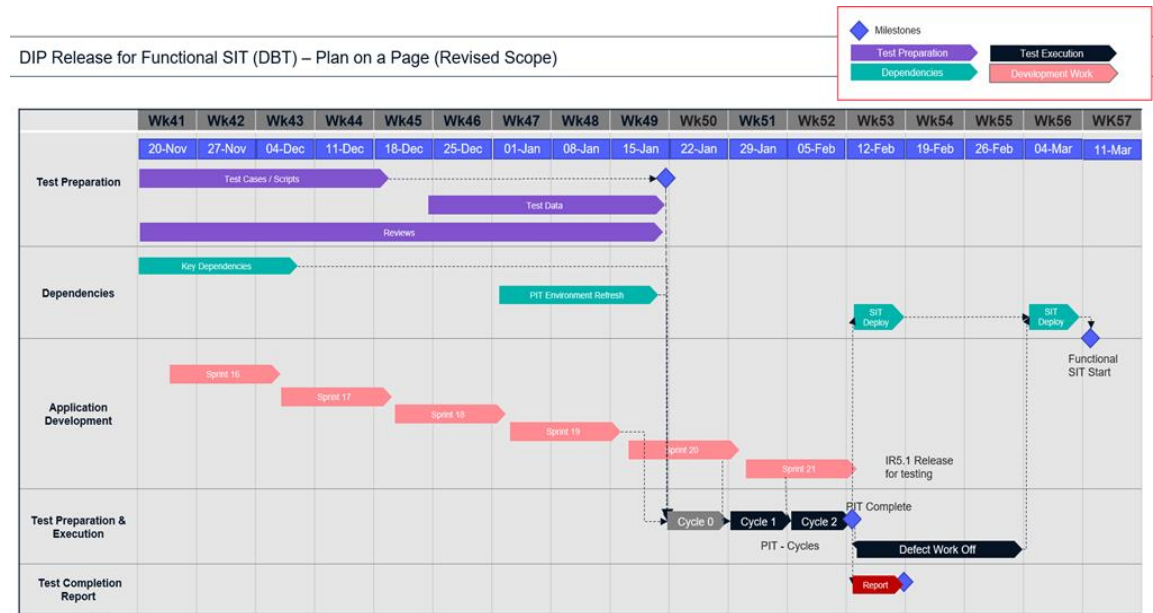 Milestones
Test Preparation
Test Execution
Dependencies
Development Work
DIP Release for Functional SIT (DBT) – Plan on a Page (Revised Scope)
Wk41 Wk42 Wk43 Wk44 Wk45 Wk46 Wk47 Wk48 Wk49 Wk50 Wk51 Wk52 Wk53 Wk54 Wk55 Wk56 WK57
20-Nov 27-Nov 04-Dec 11-Dec 18-Dec 25-Dec 01-Jan 08-Jan 15-Jan 22-Jan 29-Jan 05-Feb 12-Feb 19-Feb 26-Feb 04-Mar 11-Mar
Test Preparation
Test Cases / Scripts
Test Data
Reviews
Dependencies
Key Dependencies
PIT Environment Refresh
SIT
Deploy
SIT
Deploy
Functional
SIT Start
Application
Development
Sprint 16
Sprint 17
Sprint 18
Sprint 19
Sprint 20
Sprint 21
IR5.1 Release
for testing
Test Preparation &
Execution
Cycle 0
Cycle 1
Cycle 2
PIT Complete
PIT - Cycles
Defect Work Off
Test Completion
Report
Report